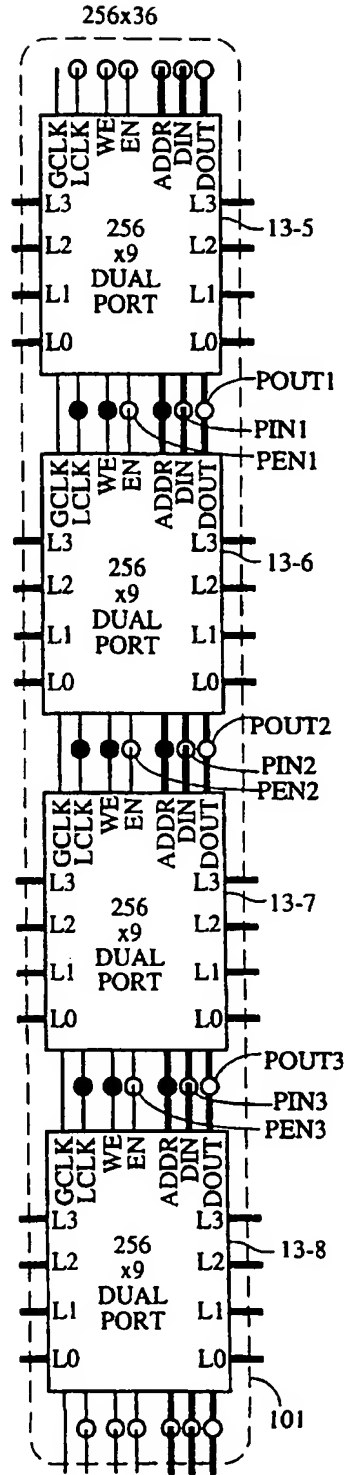 256x36
GCLK LCLK WE EN ADDR DIN DOUT
L3 L3
13-5
256
L2 L2
x9
DUAL
L1 L1
PORT
L0 L0
POUT1
PIN1
PEN1
GCLK LCLK WE EN ADDR DIN DOUT
L3 L3
13-6
256
L2 L2
x9
DUAL
L1 L1
PORT
L0 L0
POUT2
PIN2
PEN2
GCLK LCLK WE EN ADDR DIN DOUT
L3 L3
13-7
256
L2 L2
x9
DUAL
L1 L1
PORT
L0 L0
POUT3
PIN3
PEN3
GCLK LCLK WE EN ADDR DIN DOUT
L3 L3
13-8
256
L2 L2
x9
DUAL
L1 L1
PORT
L0 L0
101